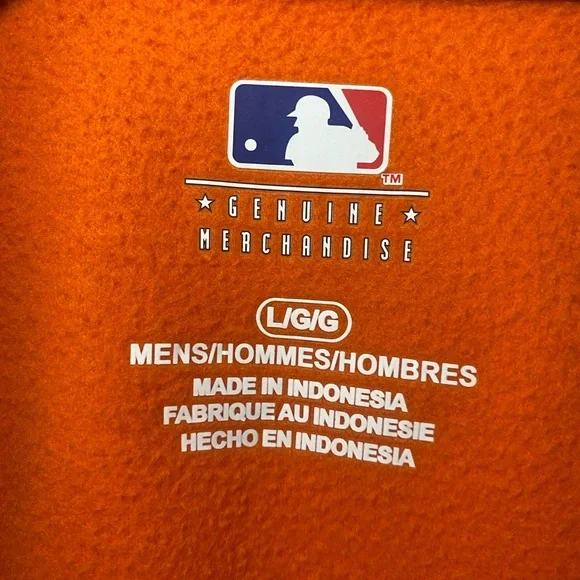 TM
★ GENUINE ★
MERCHANDISE
L/G/G
MENS/HOMMES/HOMBRES
MADE IN INDONESIA
FABRIQUE AU INDONESIE
HECHO EN INDONESIA